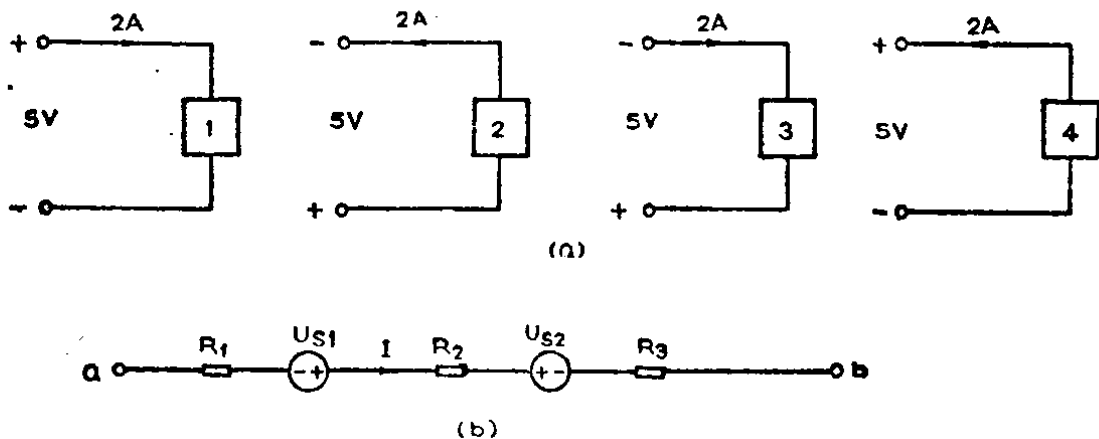 2A 2A 2A 2A
+ - - +
5V 1 5V 2 5V 3 5V 4
- + + -
(a)
R1 US1 I R2 US2 R3
a -+ +- b
(b)